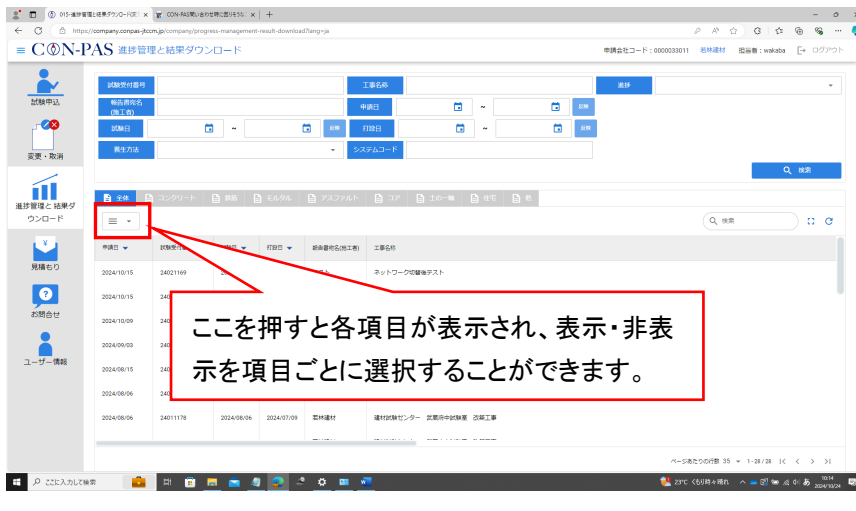 015-進捗管理と結果ダウンロード(天
CON-PAS問い合わせ時に困りそうな
https://company.conpas-jtccm.jp/company/progress-management-result-download?lang=ja
CON-PAS 進捗管理と結果ダウンロード
申請会社コード：0000033011 若林建材 担当者：wakaba ログアウト
試験申込
変更・取消
進捗管理と 結果ダウンロード
見積もり
お問合せ
ユーザー情報
試験受付番号
工事名称
進捗
報告書宛名
(施工者)
申請日 ~
試験日 ~
打設日 ~
養生方法
システムコード
検索
全体 コンクリート 鉄筋 モルタル アスファルト コア 土の一軸 住宅 他
検索
申請日
打設日 報告書宛名(施工者) 工事名称
2024/10/15 24021169
ネットワーク切替後テスト
2024/10/15
2024/10/09
2024/09/03
2024/08/15
2024/08/06
2024/08/06 24011178 2024/08/06 2024/07/09 若林建材 建材試験センター 武蔵府中試験室 改築工事
ここを押すと各項目が表示され、表示・非表
示を項目ごとに選択することができます。
ページあたりの行数 35 1-28/28
ここに入力して検索
23°C くもり時々晴れ
10:14
2024/10/24